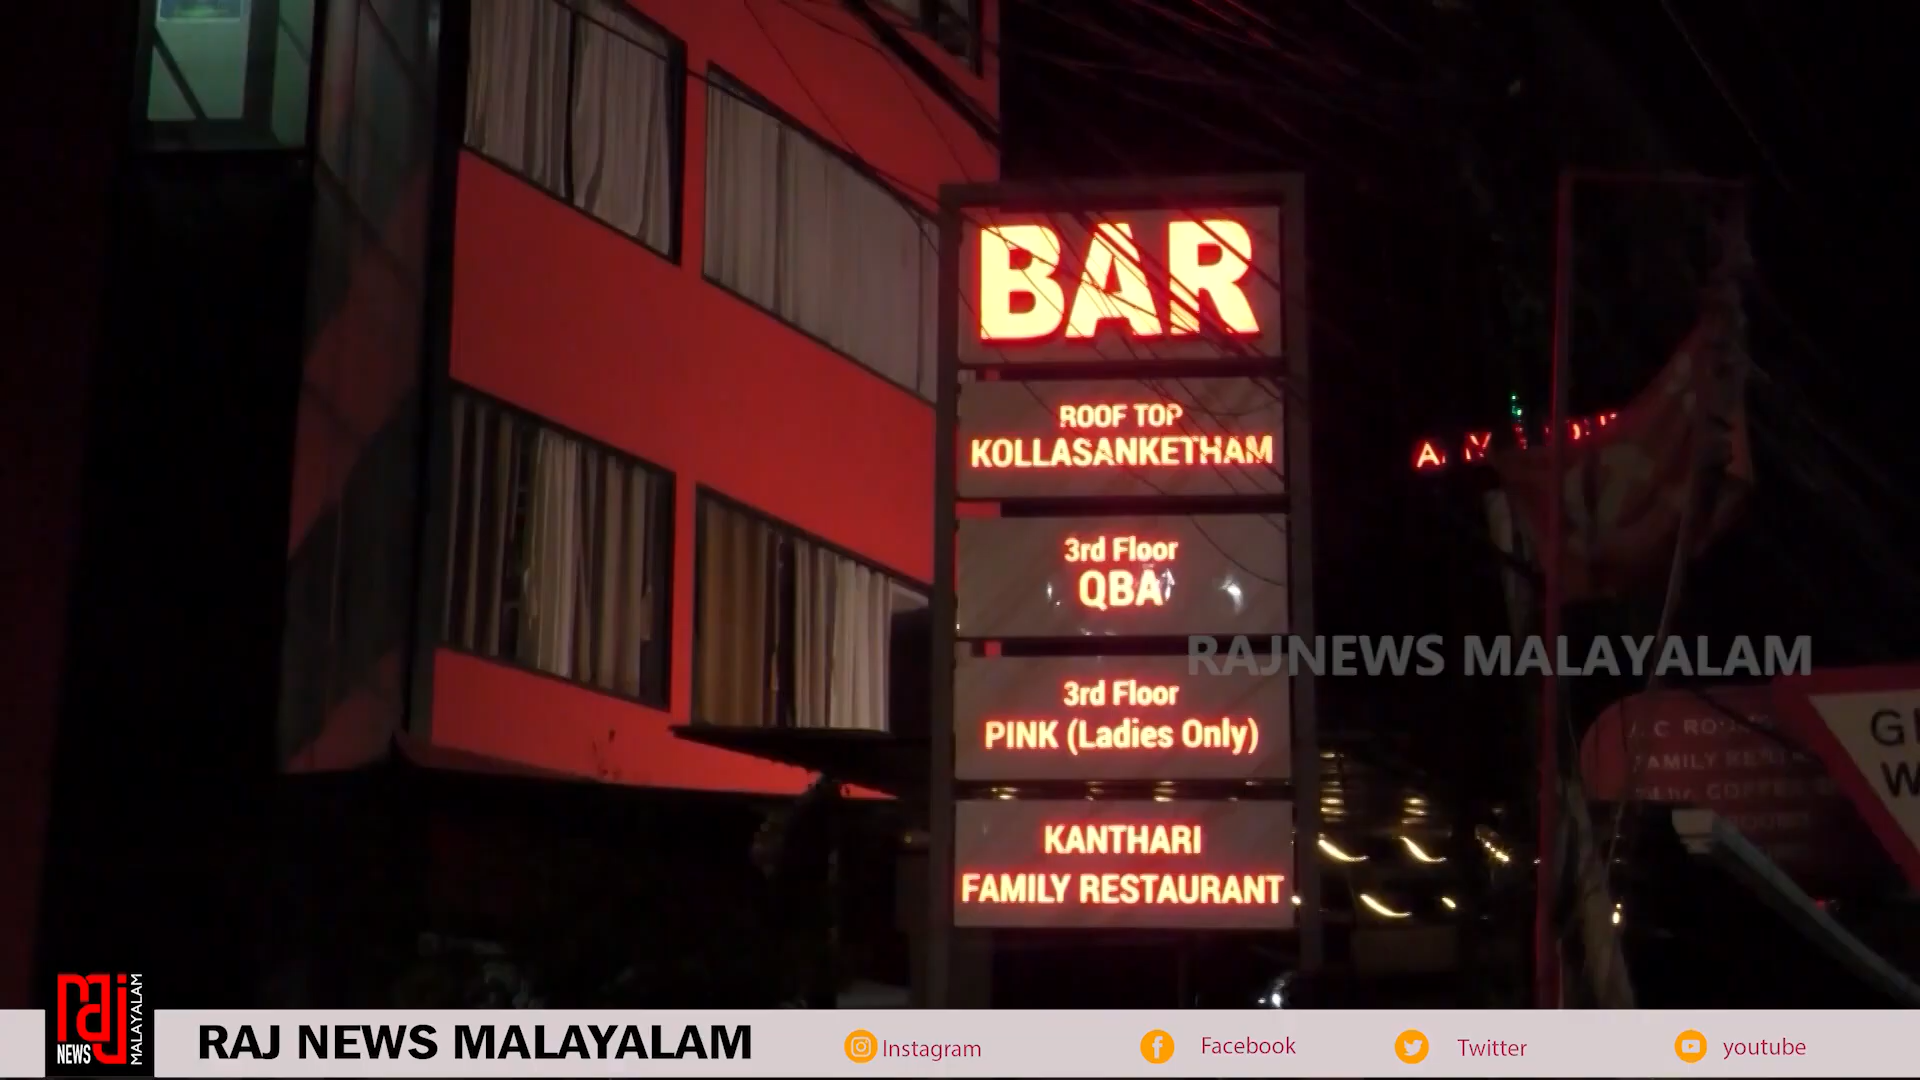 BAR
ROOF TOP
KOLLASANKETHAM
3rd Floor
QBA
3rd Floor
PINK (Ladies Only)
KANTHARI
FAMILY RESTAURANT
RAJNEWS MALAYALAM
raj
NEWS
MALAYALAM
RAJ NEWS MALAYALAM
Instagram
Facebook
Twitter
youtube